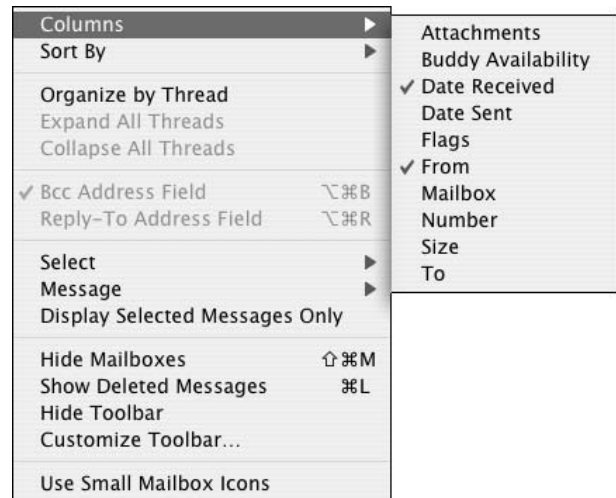 Columns
Sort By
Organize by Thread
Expand All Threads
Collapse All Threads
✓ Bcc Address Field ⌥⌘B
Reply-To Address Field ⌥⌘R
Select
Message
Display Selected Messages Only
Hide Mailboxes ⇧⌘M
Show Deleted Messages ⌘L
Hide Toolbar
Customize Toolbar…
Use Small Mailbox Icons
Attachments
Buddy Availability
✓ Date Received
Date Sent
Flags
✓ From
Mailbox
Number
Size
To